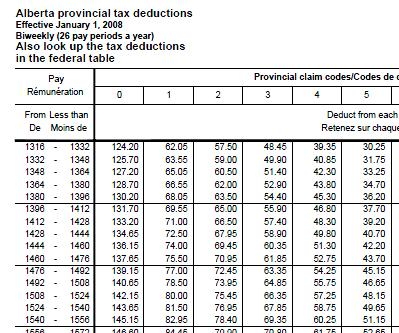 Alberta provincial tax deductions
Effective January 1, 2008
Biweekly (26 pay periods a year)
Also look up the tax deductions
in the federal table
Pay
Rémunération
Provincial claim codes/Codes de
0 1 2 3 4 5
From Less than
De Moins de
Deduct from each
Retenez sur chaque
1316 - 1332 124.20 62.05 57.50 48.45 39.35 30.25
1332 - 1348 125.70 63.55 59.00 49.90 40.85 31.75
1348 - 1364 127.20 65.05 60.50 51.40 42.30 33.25
1364 - 1380 128.70 66.55 62.00 52.90 43.80 34.70
1380 - 1396 130.20 68.05 63.50 54.40 45.30 36.20
1396 - 1412 131.70 69.55 65.00 55.90 46.80 37.70
1412 - 1428 133.20 71.00 66.50 57.40 48.30 39.20
1428 - 1444 134.65 72.50 67.95 58.90 49.80 40.70
1444 - 1460 136.15 74.00 69.45 60.35 51.30 42.20
1460 - 1476 137.65 75.50 70.95 61.85 52.75 43.70
1476 - 1492 139.15 77.00 72.45 63.35 54.25 45.15
1492 - 1508 140.65 78.50 73.95 64.85 55.75 46.65
1508 - 1524 142.15 80.00 75.45 66.35 57.25 48.15
1524 - 1540 143.65 81.50 76.95 67.85 58.75 49.65
1540 - 1556 145.15 82.95 78.40 69.35 60.25 51.15
1556 - 1572 146.60 84.45 79.90 70.80 61.75 52.65